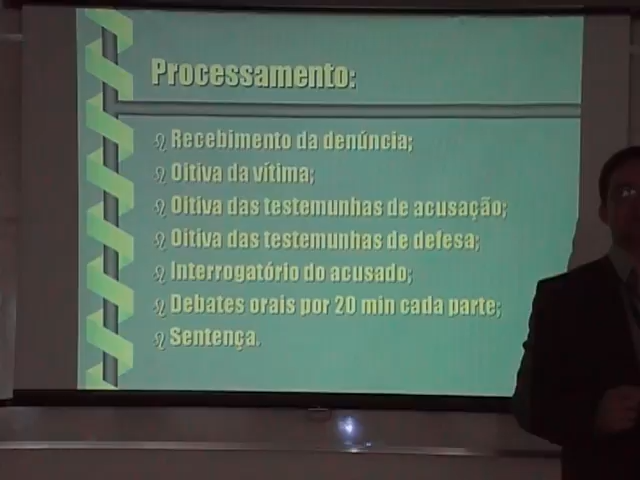 Processamento:
Recebimento da denúncia;
Oitiva da vítima;
Oitiva das testemunhas de acusação;
Oitiva das testemunhas de defesa;
Interrogatório do acusado;
Debates orais por 20 min cada parte;
Sentença.